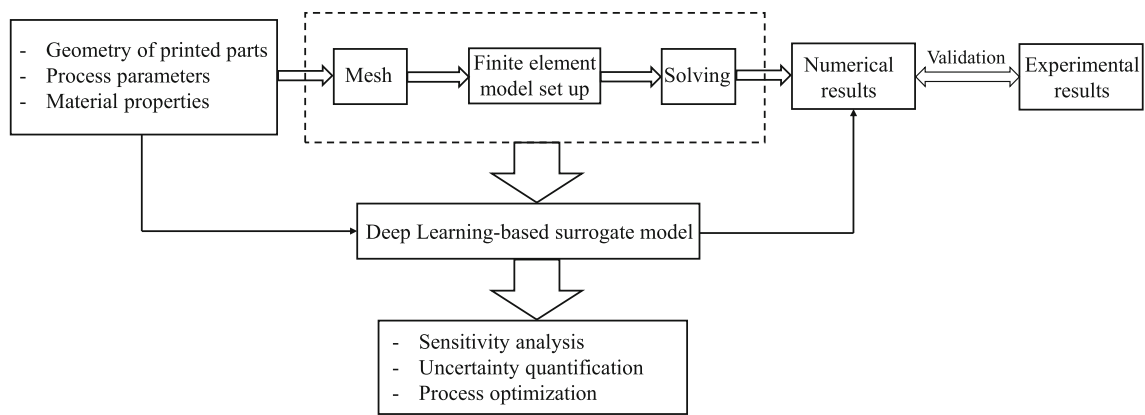 - Geometry of printed parts
- Process parameters
- Material properties
Mesh
Finite element
model set up
Solving
Numerical
results
Validation
Experimental
results
Deep Learning-based surrogate model
- Sensitivity analysis
- Uncertainty quantification
- Process optimization